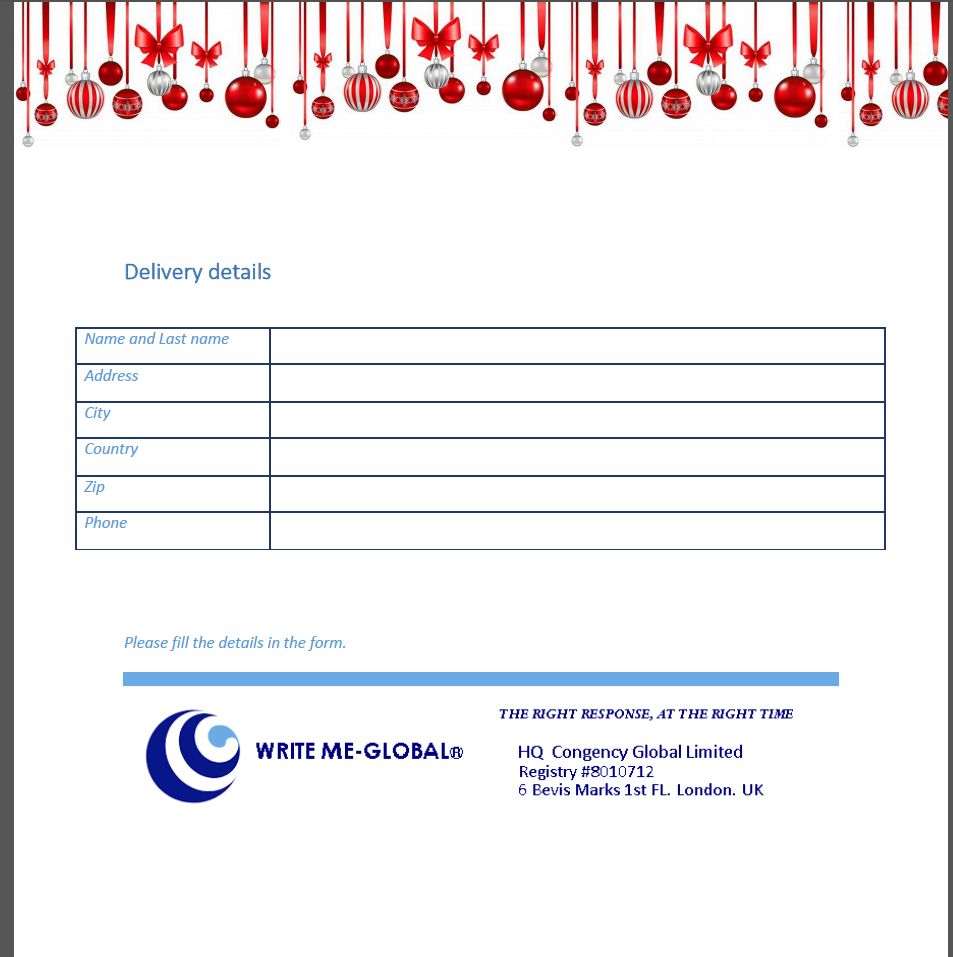 Delivery details
Name and Last name
Address
City
Country
Zip
Phone
Please fill the details in the form.
THE RIGHT RESPONSE, AT THE RIGHT TIME
WRITE ME-GLOBAL®
HQ Congency Global Limited
Registry #8010712
6 Bevis Marks 1st FL. London. UK